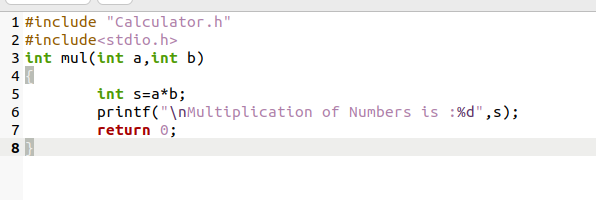 1 #include "Calculator.h"
2 #include<stdio.h>
3 int mul(int a,int b)
4 {
5         int s=a*b;
6         printf("\nMultiplication of Numbers is :%d",s);
7         return 0;
8 }